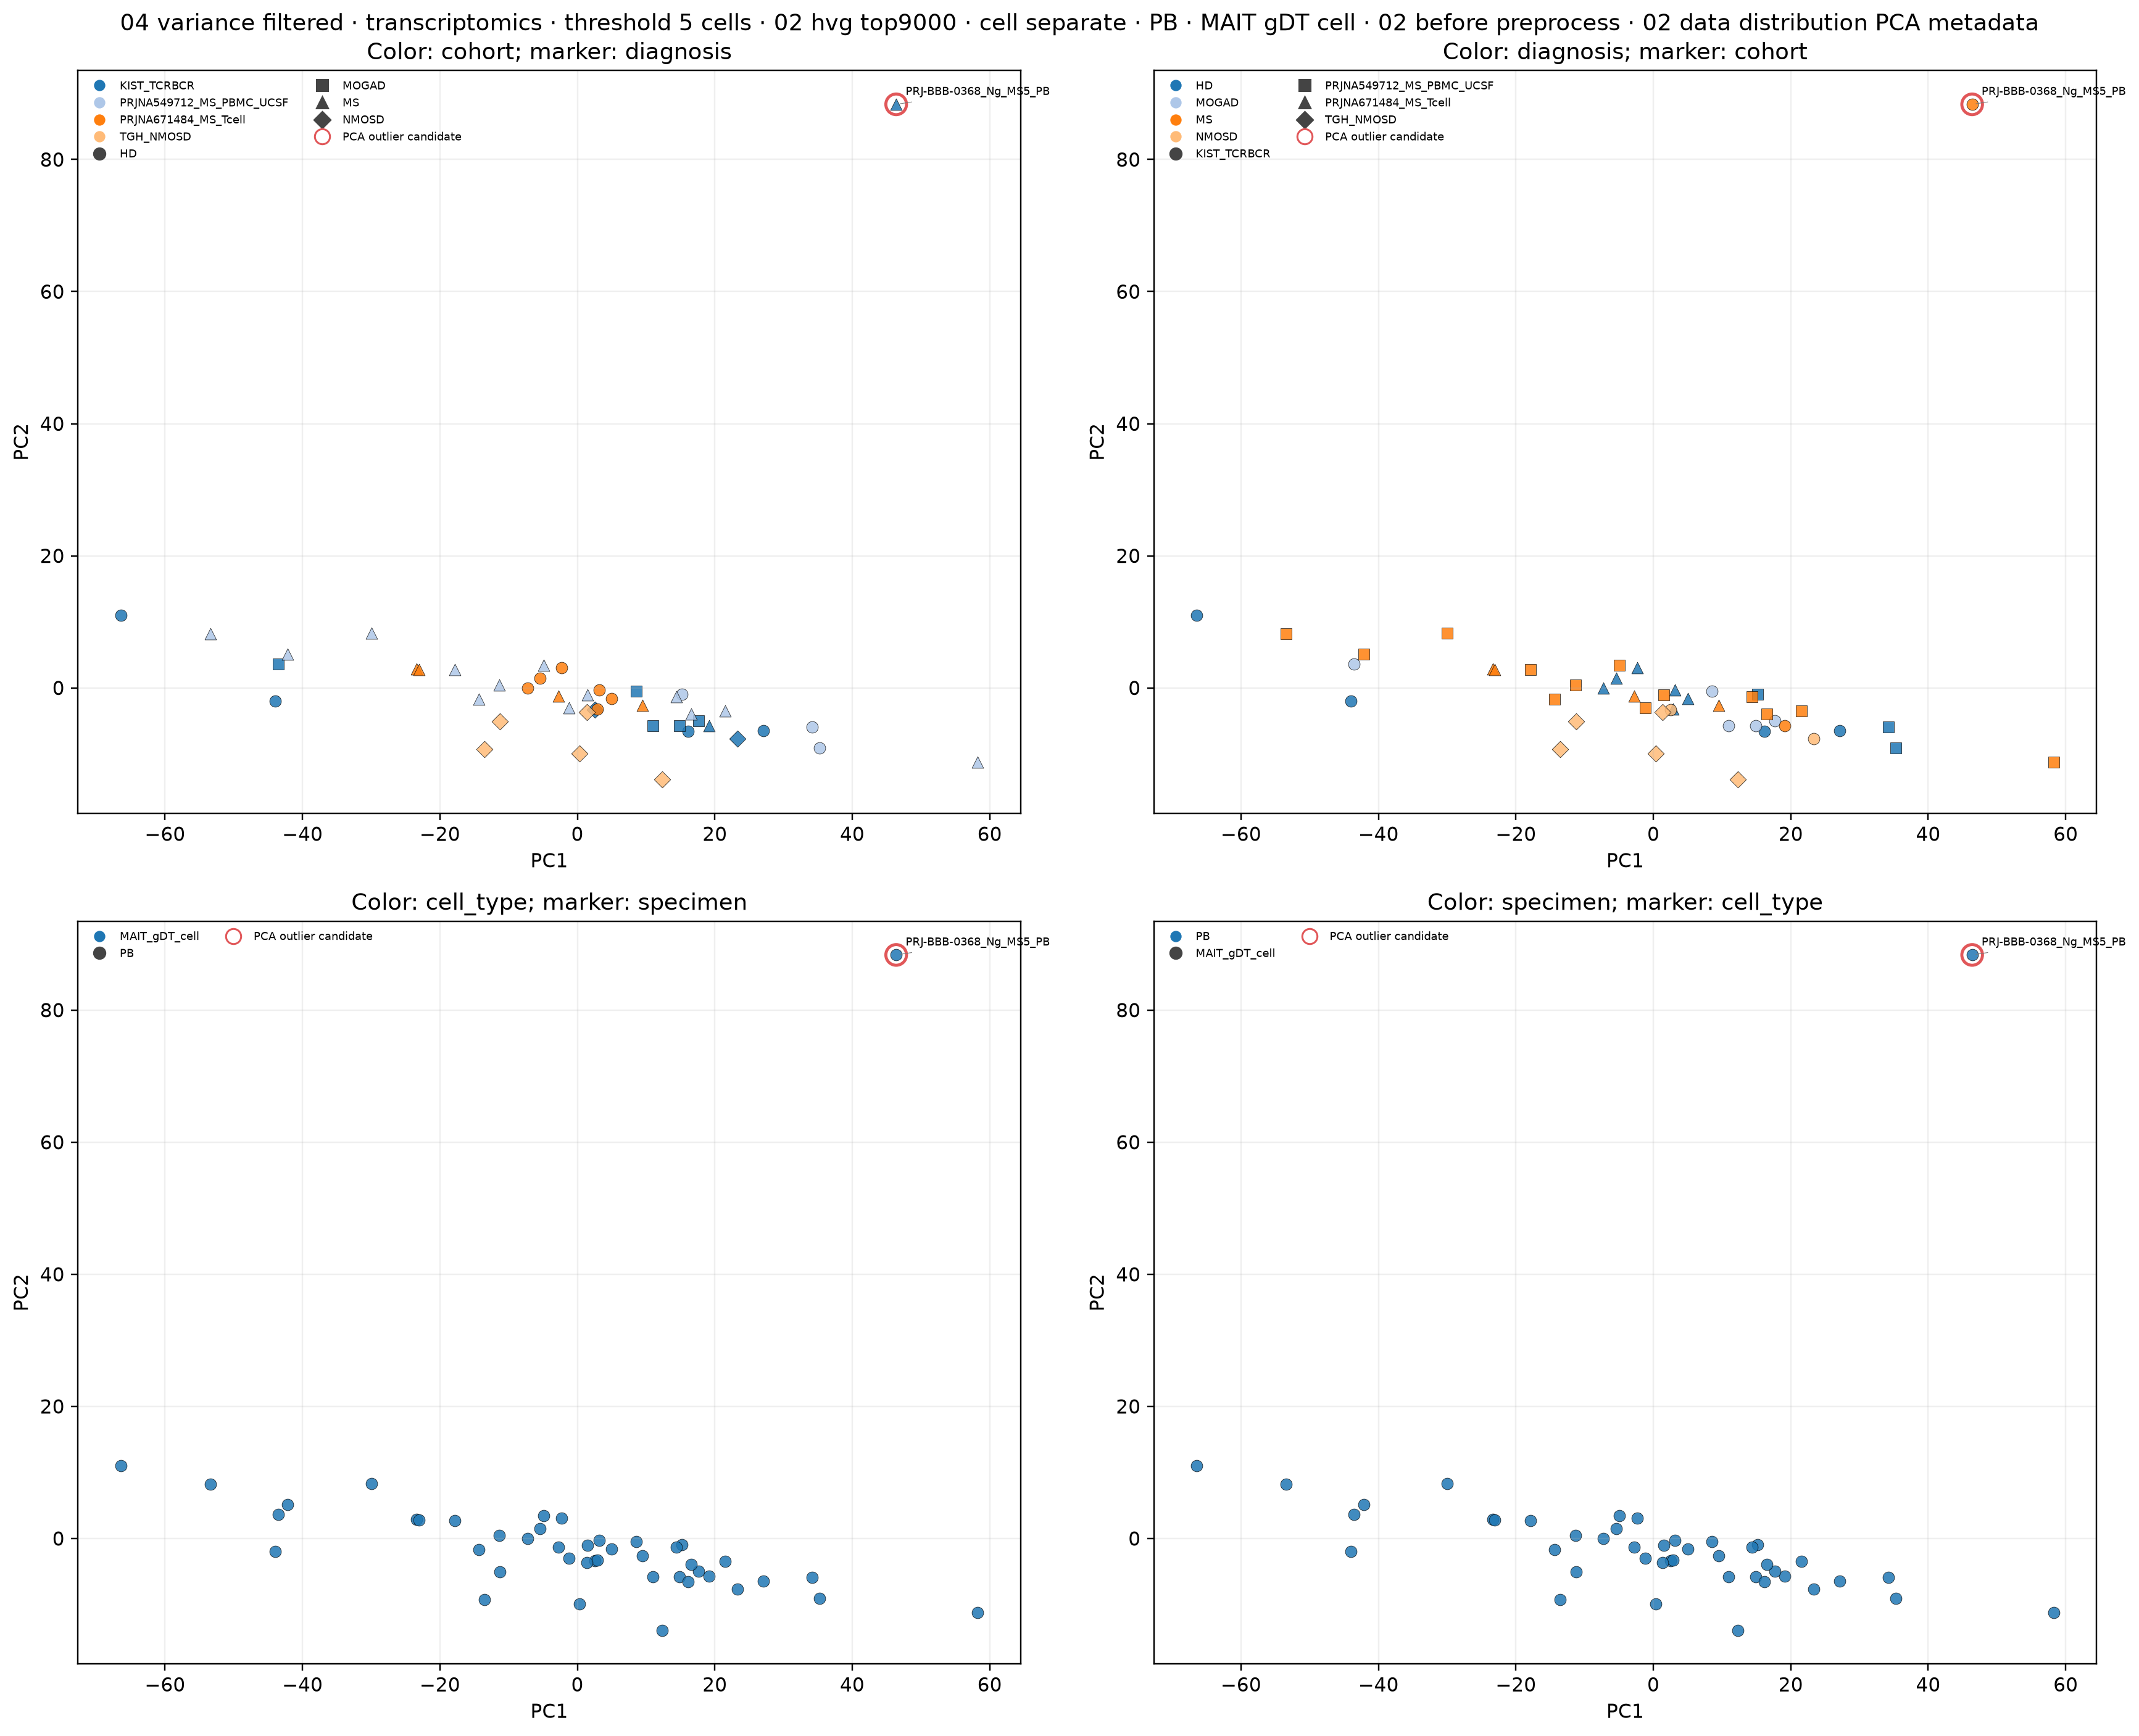 04 variance filtered · transcriptomics · threshold 5 cells · 02 hvg top9000 · cell separate · PB · MAIT gDT cell · 02 before preprocess · 02 data distribution PCA metadata
Color: cohort; marker: diagnosis
KIST_TCRBCR
PRJNA549712_MS_PBMC_UCSF
PRJNA671484_MS_Tcell
TGH_NMOSD
HD
MOGAD
MS
NMOSD
PCA outlier candidate
PRJ-BBB-0368_Ng_MS5_PB
80
60
40
20
0
PC2
−60 −40 −20 0 20 40 60
PC1
Color: diagnosis; marker: cohort
HD
MOGAD
MS
NMOSD
KIST_TCRBCR
PRJNA549712_MS_PBMC_UCSF
PRJNA671484_MS_Tcell
TGH_NMOSD
PCA outlier candidate
PRJ-BBB-0368_Ng_MS5_PB
80
60
40
20
0
PC2
−60 −40 −20 0 20 40 60
PC1
Color: cell_type; marker: specimen
MAIT_gDT_cell
PB
PCA outlier candidate
PRJ-BBB-0368_Ng_MS5_PB
80
60
40
20
0
PC2
−60 −40 −20 0 20 40 60
PC1
Color: specimen; marker: cell_type
PB
MAIT_gDT_cell
PCA outlier candidate
PRJ-BBB-0368_Ng_MS5_PB
80
60
40
20
0
PC2
−60 −40 −20 0 20 40 60
PC1